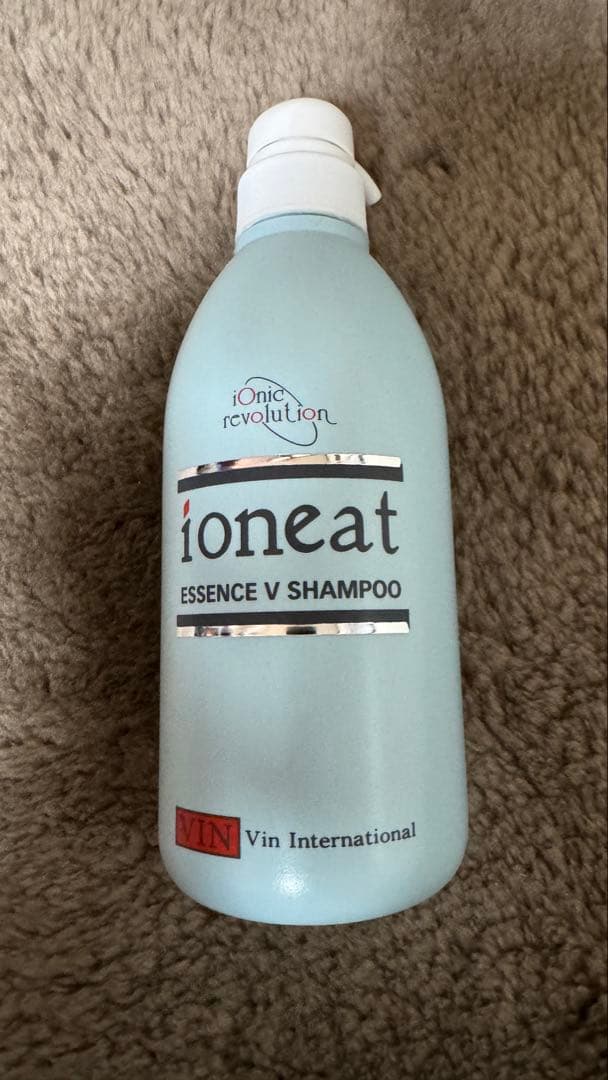 iOnic
revolution
ioneat
ESSENCE V SHAMPOO
VIN Vin International